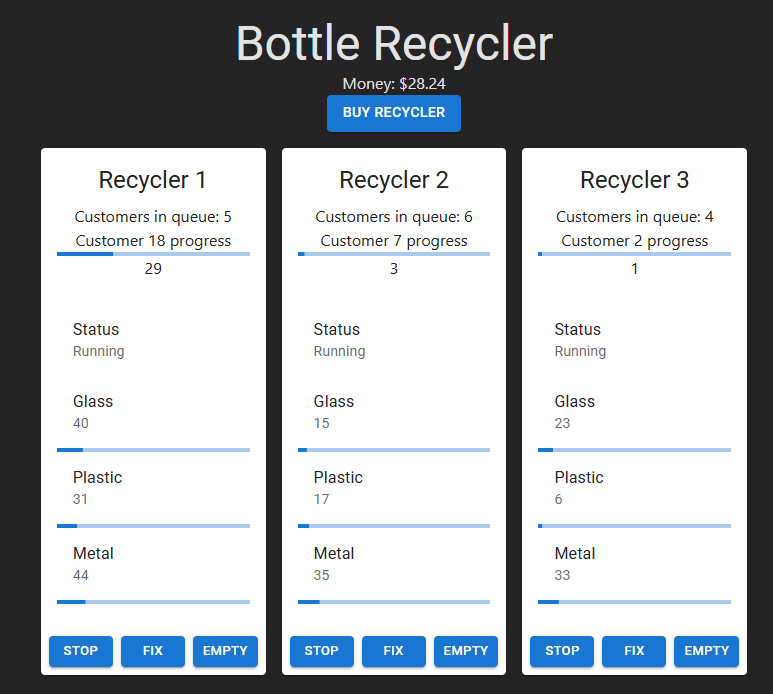 Bottle Recycler
Money: $28.24
BUY RECYCLER
Recycler 1
Customers in queue: 5
Customer 18 progress
29
Status
Running
Glass
40
Plastic
31
Metal
44
STOP
FIX
EMPTY
Recycler 2
Customers in queue: 6
Customer 7 progress
3
Status
Running
Glass
15
Plastic
17
Metal
35
STOP
FIX
EMPTY
Recycler 3
Customers in queue: 4
Customer 2 progress
1
Status
Running
Glass
23
Plastic
6
Metal
33
STOP
FIX
EMPTY